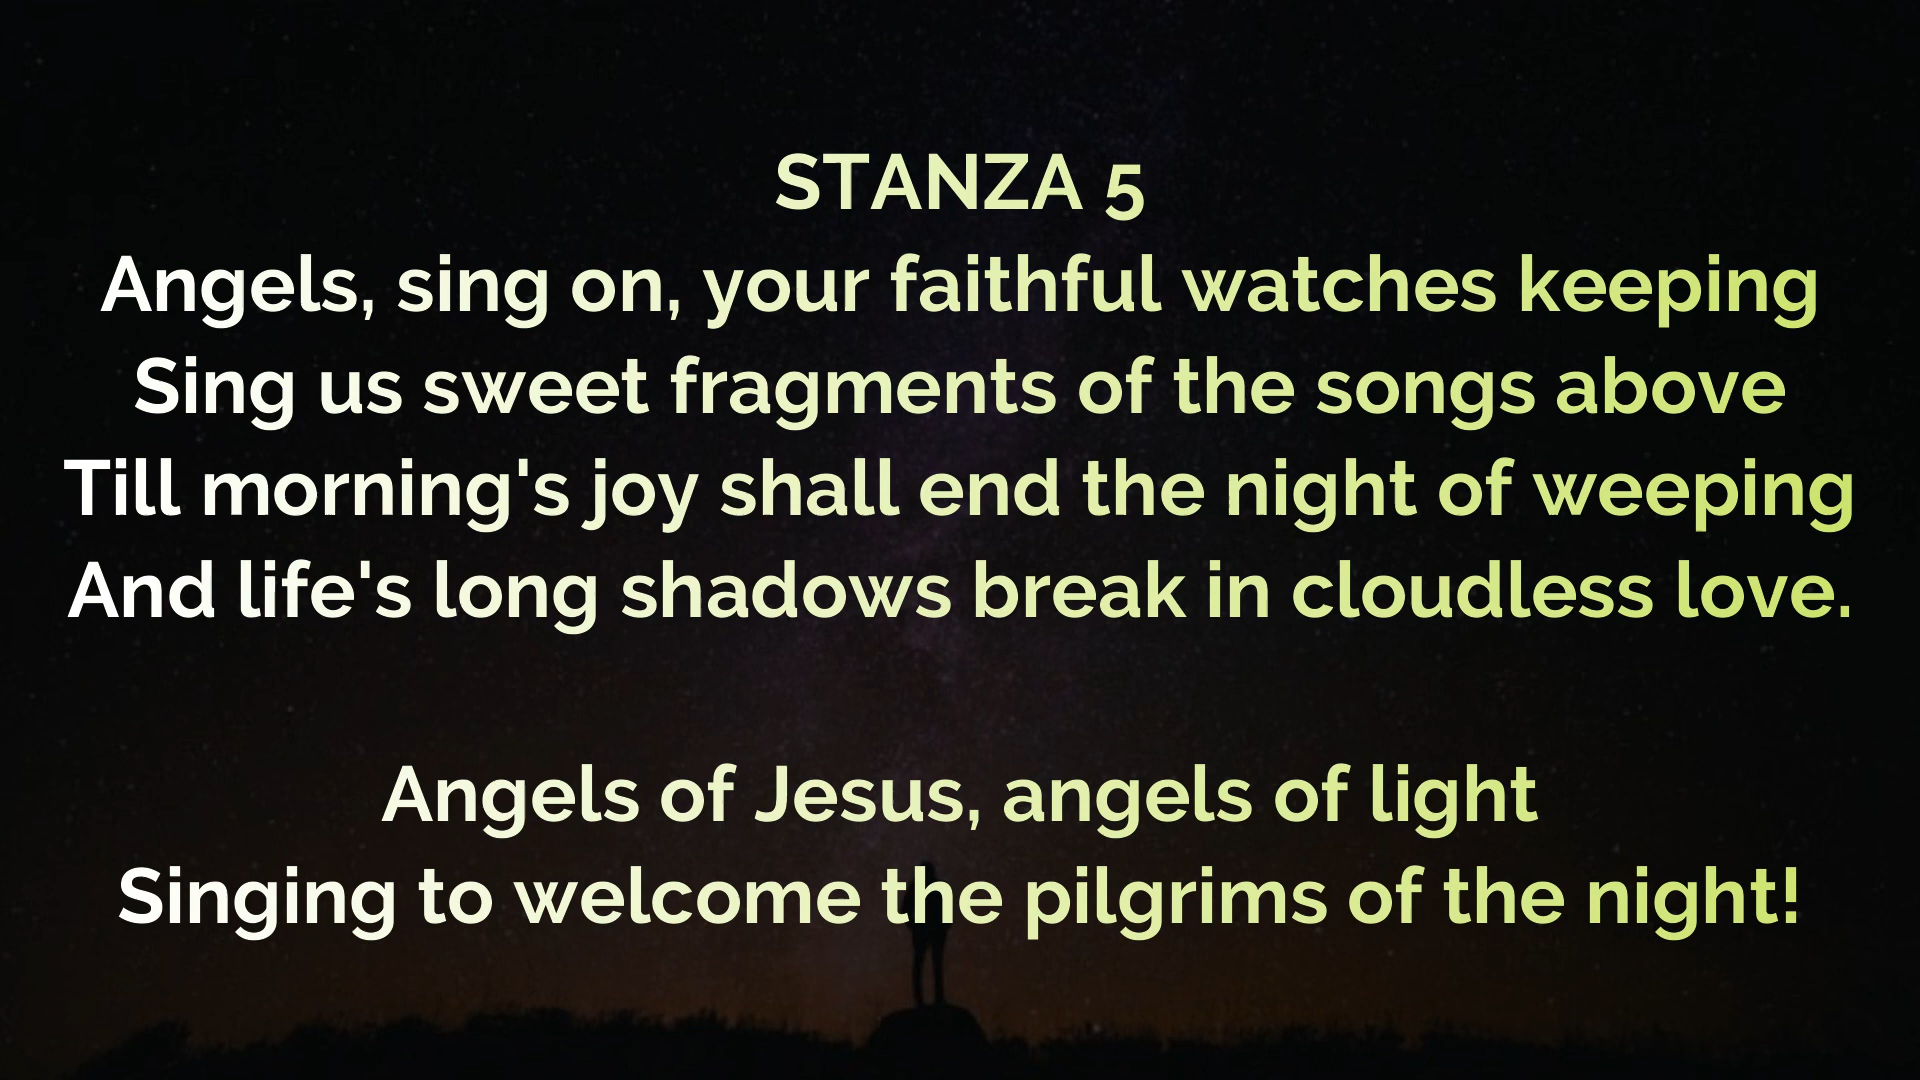 STANZA 5
Angels, sing on, your faithful watches keeping
Sing us sweet fragments of the songs above
Till morning's joy shall end the night of weeping
And life's long shadows break in cloudless love.
Angels of Jesus, angels of light
Singing to welcome the pilgrims of the night!